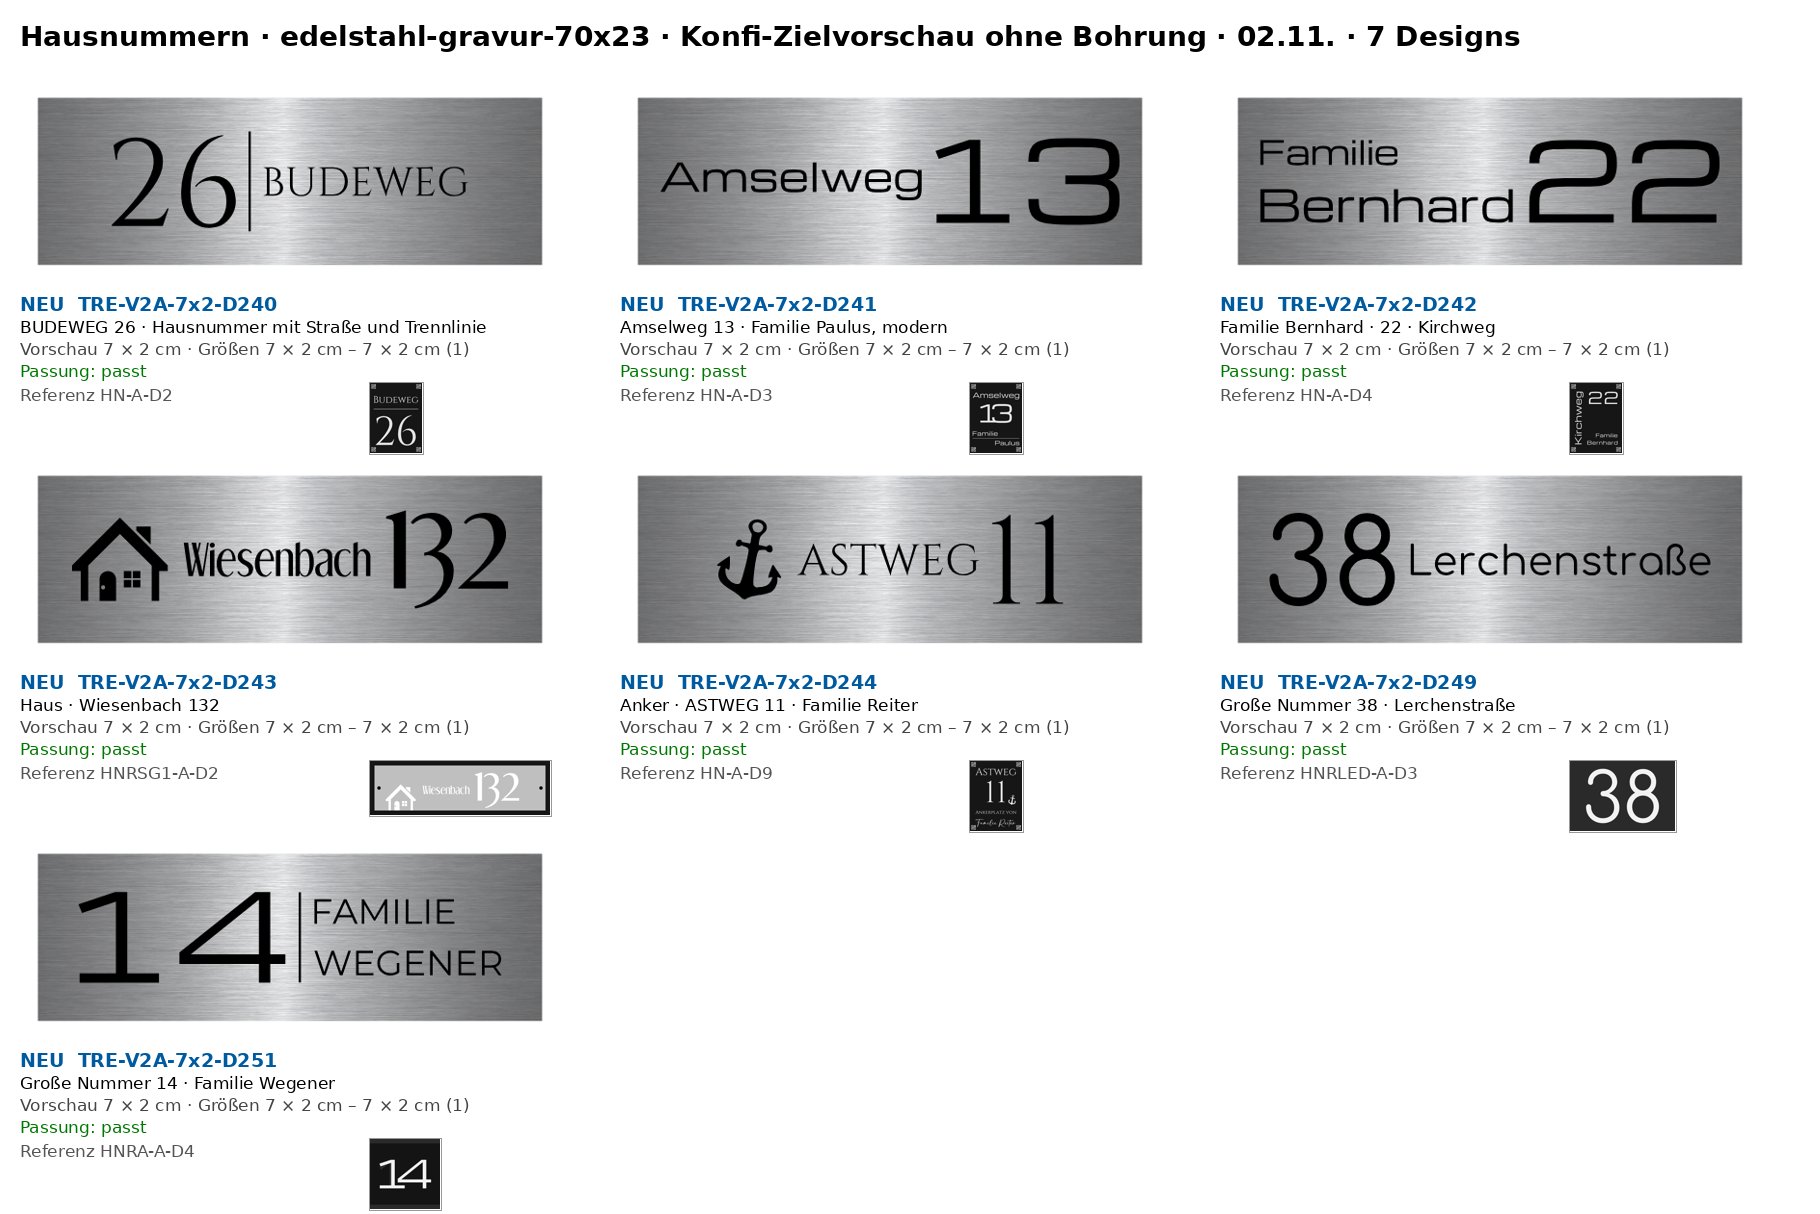 Hausnummern · edelstahl-gravur-70x23 · Konfi-Zielvorschau ohne Bohrung · 02.11. · 7 Designs
26 BUDEWEG
NEU TRE-V2A-7x2-D240
BUDEWEG 26 · Hausnummer mit Straße und Trennlinie
Vorschau 7 × 2 cm · Größen 7 × 2 cm – 7 × 2 cm (1)
Passung: passt
Referenz HN-A-D2
BUDEWEG
26
Amselweg 13
NEU TRE-V2A-7x2-D241
Amselweg 13 · Familie Paulus, modern
Vorschau 7 × 2 cm · Größen 7 × 2 cm – 7 × 2 cm (1)
Passung: passt
Referenz HN-A-D3
Amselweg
13
Familie
Paulus
Familie
Bernhard 22
NEU TRE-V2A-7x2-D242
Familie Bernhard · 22 · Kirchweg
Vorschau 7 × 2 cm · Größen 7 × 2 cm – 7 × 2 cm (1)
Passung: passt
Referenz HN-A-D4
Kirchweg
22
Familie
Bernhard
Wiesenbach 132
NEU TRE-V2A-7x2-D243
Haus · Wiesenbach 132
Vorschau 7 × 2 cm · Größen 7 × 2 cm – 7 × 2 cm (1)
Passung: passt
Referenz HNRSG1-A-D2
Wiesenbach 132
ASTWEG 11
NEU TRE-V2A-7x2-D244
Anker · ASTWEG 11 · Familie Reiter
Vorschau 7 × 2 cm · Größen 7 × 2 cm – 7 × 2 cm (1)
Passung: passt
Referenz HN-A-D9
ASTWEG
11
ANKERPLATZ VON
Familie Reiter
38 Lerchenstraße
NEU TRE-V2A-7x2-D249
Große Nummer 38 · Lerchenstraße
Vorschau 7 × 2 cm · Größen 7 × 2 cm – 7 × 2 cm (1)
Passung: passt
Referenz HNRLED-A-D3
38
14 FAMILIE
WEGENER
NEU TRE-V2A-7x2-D251
Große Nummer 14 · Familie Wegener
Vorschau 7 × 2 cm · Größen 7 × 2 cm – 7 × 2 cm (1)
Passung: passt
Referenz HNRA-A-D4
14